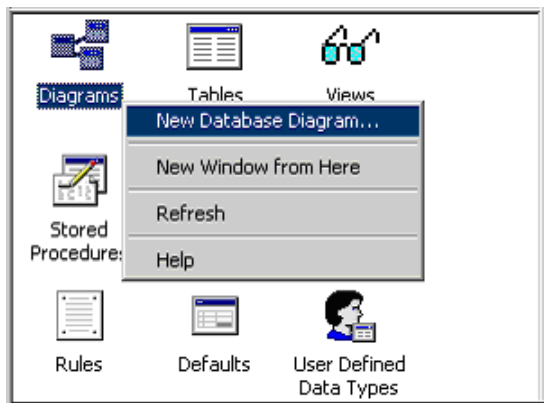 Diagrams
Tables
Views
New Database Diagram...
New Window from Here
Refresh
Help
Stored
Procedures
Rules
Defaults
User Defined
Data Types